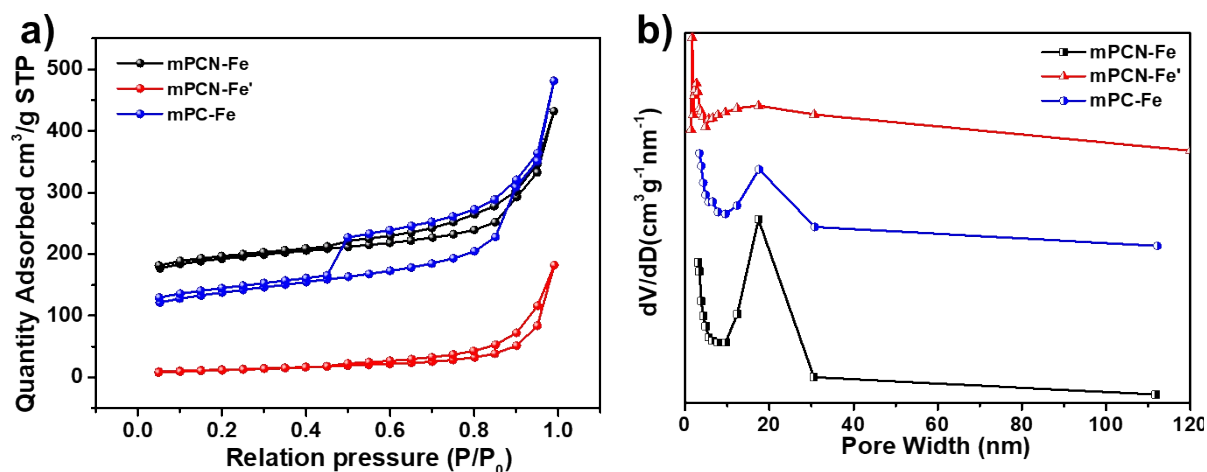 a)
mPCN-Fe
mPCN-Fe'
mPC-Fe
Quantity Adsorbed cm³/g STP
500
400
300
200
100
0
0.0 0.2 0.4 0.6 0.8 1.0
Relation pressure (P/P₀)
b)
mPCN-Fe
mPCN-Fe'
mPC-Fe
dV/dD(cm³g⁻¹nm⁻¹)
0 20 40 60 80 100 120
Pore Width (nm)